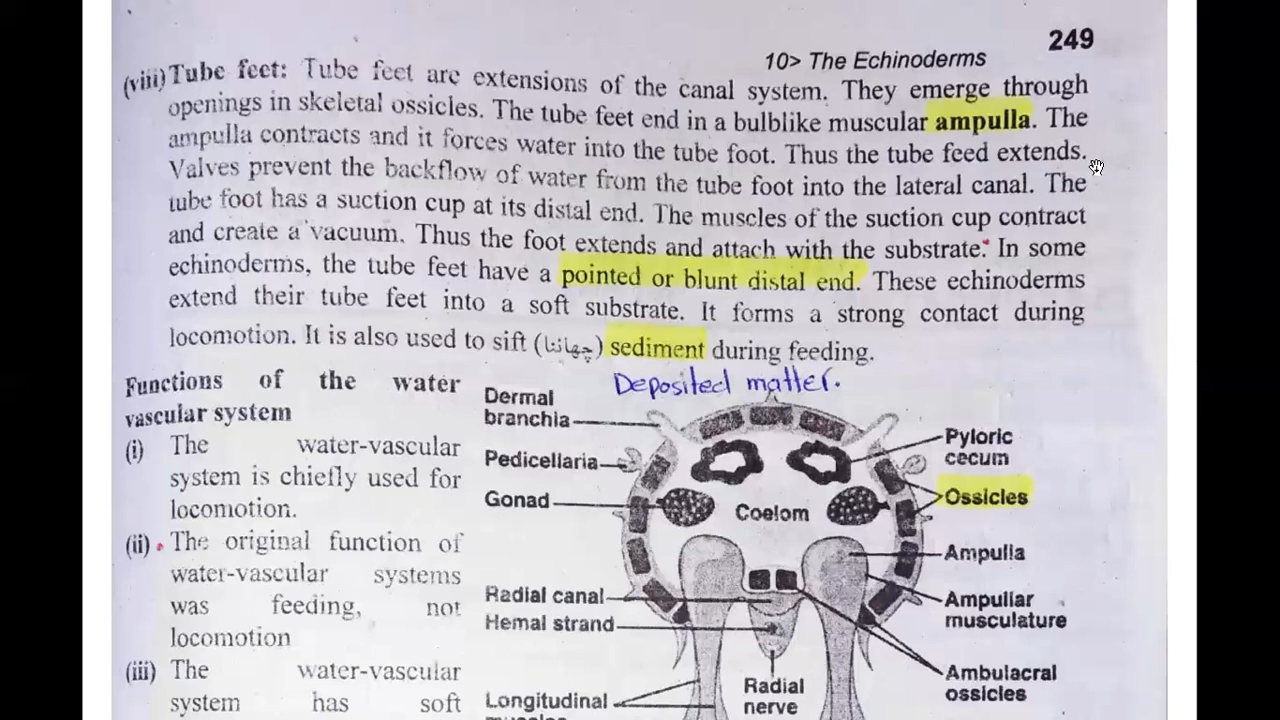 249
10> The Echinoderms
(viii) Tube feet: Tube feet are extensions of the canal system. They emerge through
openings in skeletal ossicles. The tube feet end in a bulblike muscular ampulla. The
ampulla contracts and it forces water into the tube foot. Thus the tube feed extends.
Valves prevent the backflow of water from the tube foot into the lateral canal. The
tube foot has a suction cup at its distal end. The muscles of the suction cup contract
and create a vacuum. Thus the foot extends and attach with the substrate. In some
echinoderms, the tube feet have a pointed or blunt distal end. These echinoderms
extend their tube feet into a soft substrate. It forms a strong contact during
locomotion. It is also used to sift (چھاننا) sediment during feeding.
Deposited matter.
Functions of the water
vascular system
(i) The water-vascular
system is chiefly used for
locomotion.
(ii) The original function of
water-vascular systems
was feeding, not
locomotion
(iii) The water-vascular
system has soft
Dermal
branchia
Pedicellaria
Gonad
Radial canal
Hemal strand
Longitudinal
Coelom
Radial
nerve
Pyloric
cecum
Ossicles
Ampulla
Ampullar
musculature
Ambulacral
ossicles